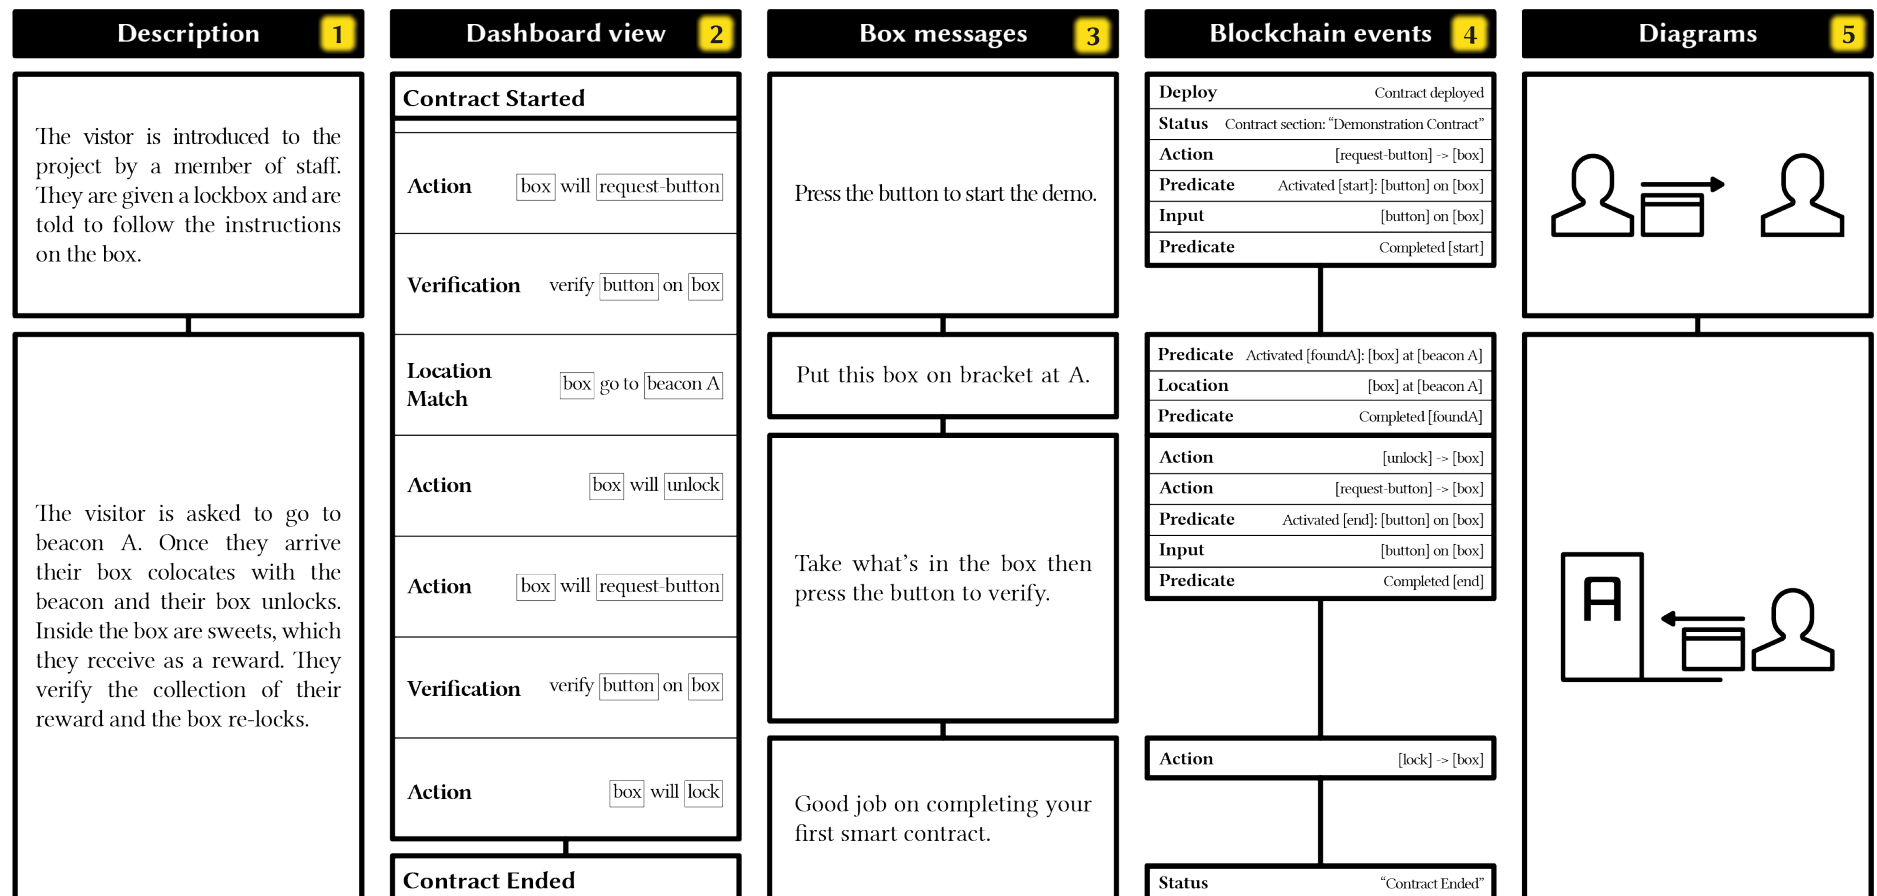 Description 1
The vistor is introduced to the
project by a member of staff.
They are given a lockbox and are
told to follow the instructions
on the box.
The visitor is asked to go to
beacon A. Once they arrive
their box colocates with the
beacon and their box unlocks.
Inside the box are sweets, which
they receive as a reward. They
verify the collection of their
reward and the box re-locks.
Dashboard view 2
Contract Started
Action box will request-button
Verification verify button on box
Location
Match box go to beacon A
Action box will unlock
Action box will request-button
Verification verify button on box
Action box will lock
Contract Ended
Box messages 3
Press the button to start the demo.
Put this box on bracket at A.
Take what's in the box then
press the button to verify.
Good job on completing your
first smart contract.
Blockchain events 4
Deploy Contract deployed
Status Contract section: “Demonstration Contract”
Action [request-button] -> [box]
Predicate Activated [start]: [button] on [box]
Input [button] on [box]
Predicate Completed [start]
Predicate Activated [foundA]: [box] at [beacon A]
Location [box] at [beacon A]
Predicate Completed [foundA]
Action [unlock] -> [box]
Action [request-button] -> [box]
Predicate Activated [end]: [button] on [box]
Input [button] on [box]
Predicate Completed [end]
Action [lock] -> [box]
Status “Contract Ended”
Diagrams 5
A